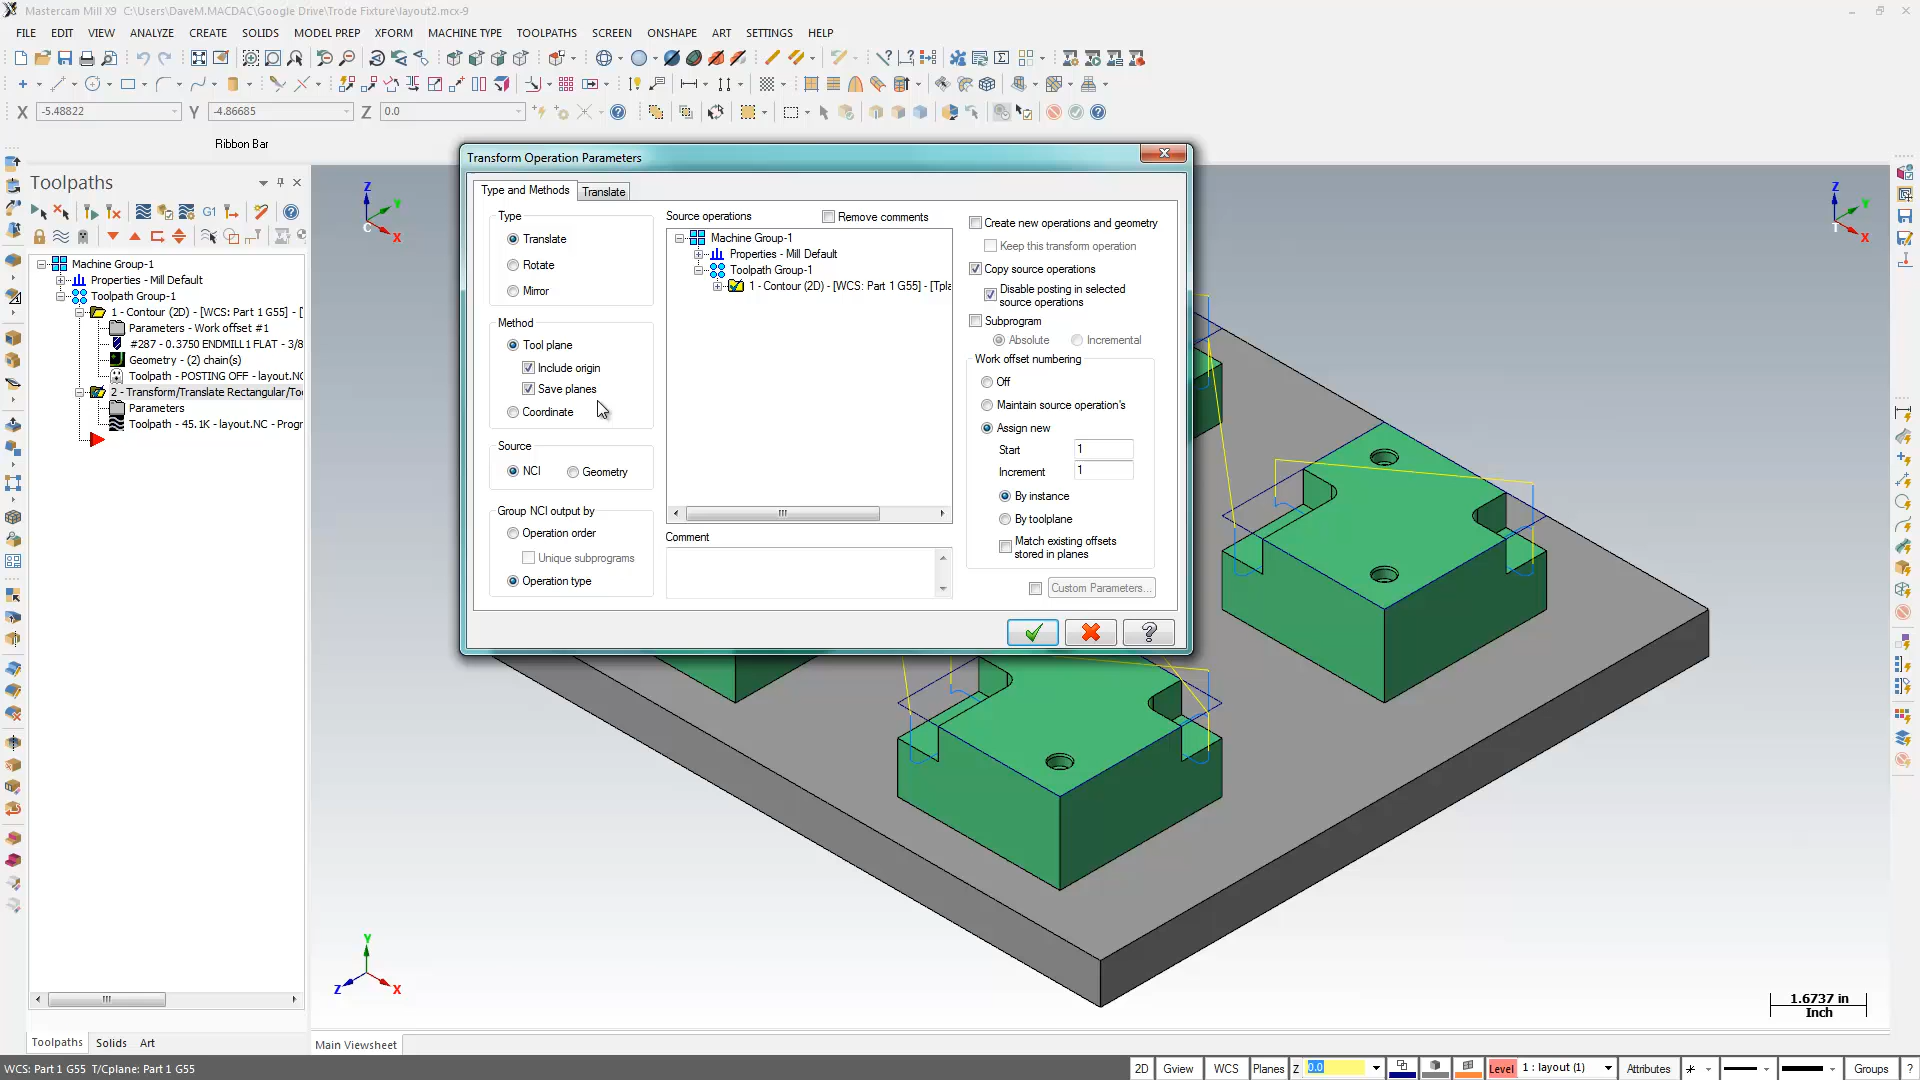 Mastercam Mill X9 C:\Users\DaveM.MACDAC\Google Drive\Trode Fixture\layout2.mcx-9
FILE EDIT VIEW ANALYZE CREATE SOLIDS MODEL PREP XFORM MACHINE TYPE TOOLPATHS SCREEN ONSHAPE ART SETTINGS HELP
X -5.48822 Y -4.86685 Z 0.0
Ribbon Bar
Toolpaths
G1
Machine Group-1
Properties - Mill Default
Toolpath Group-1
1 - Contour (2D) - [WCS: Part 1 G55] - [
Parameters - Work offset #1
#287 - 0.3750 ENDMILL1 FLAT - 3/8
Geometry - (2) chain(s)
Toolpath - POSTING OFF - layout.NC
2 - Transform/Translate Rectangular/Too
Parameters
Toolpath - 45.1K - layout.NC - Progr
Toolpaths Solids Art
Transform Operation Parameters
Type and Methods Translate
Type
Translate
Rotate
Mirror
Method
Tool plane
Include origin
Save planes
Coordinate
Source
NCI Geometry
Group NCI output by
Operation order
Unique subprograms
Operation type
Source operations Remove comments
Machine Group-1
Properties - Mill Default
Toolpath Group-1
1 - Contour (2D) - [WCS: Part 1 G55] - [Tpla
Comment
Create new operations and geometry
Keep this transform operation
Copy source operations
Disable posting in selected
source operations
Subprogram
Absolute Incremental
Work offset numbering
Off
Maintain source operation's
Assign new
Start 1
Increment 1
By instance
By toolplane
Match existing offsets
stored in planes
Custom Parameters...
Z Y C X
Z Y T X
Y Z X
1.6737 in
Inch
Main Viewsheet
WCS: Part 1 G55 T/Cplane: Part 1 G55
2D Gview WCS Planes Z 0.0 Level 1 : layout (1) Attributes Groups ?